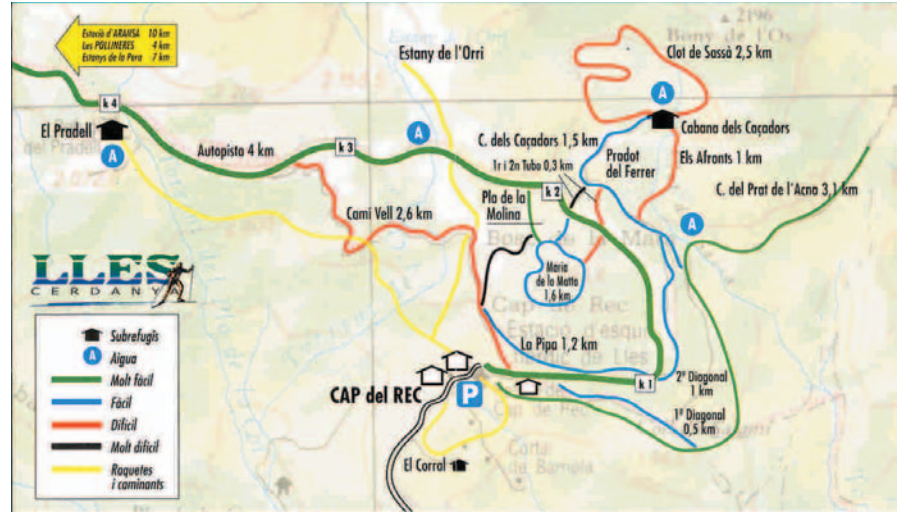 Estació d'ARANSA 10 km
Les POLLINERES 4 km
Estanys de la Pera 7 km
2196
Bony de l'Os
Clot de Sassà 2,5 km
Estany de l'Orri
k 4
El Pradell
A
Autopista 4 km
k 3
A
C. dels Caçadors 1,5 km
1r i 2n Tubo 0,3 km
A
Cabana dels Caçadors
Pradot
del Ferrer
Els Afronts 1 km
C. del Prat de l'Acna 3,1 km
k 2
Pla de la
Molina
Camí Vell 2,6 km
A
Maria
de la Matta
1,6 km
LLES
CERDANYA
Cap de Rec
Estació d'esquí
La Pipa 1,2 km
k 1
2ª Diagonal
1 km
1ª Diagonal
0,5 km
CAP del REC
P
Cap de Rec
El Corral
Subrefugis
A Aigua
Molt fàcil
Fàcil
Difícil
Molt difícil
Raquetes
i caminants